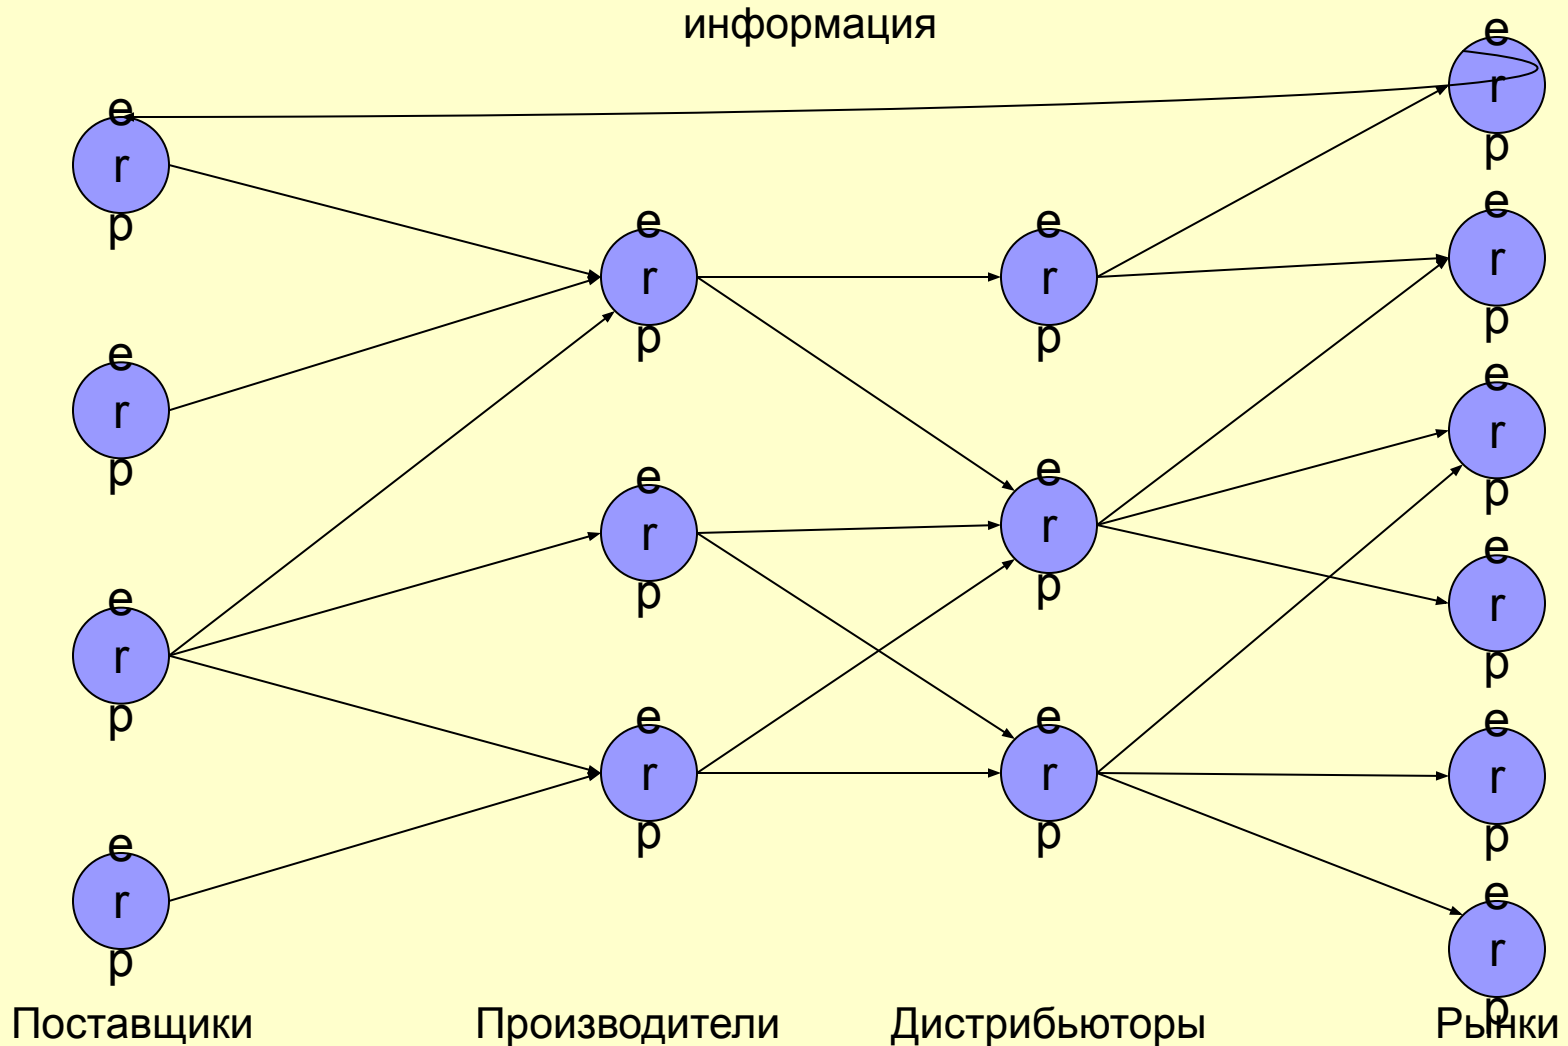 информация
e
r
p
e
r
p
e
r
p
e
r
p
e
r
p
e
r
p
e
r
p
e
r
p
e
r
p
e
r
p
e
r
p
e
r
p
e
r
p
e
r
p
e
r
p
e
r
p
Поставщики
Производители
Дистрибьюторы
Рынки